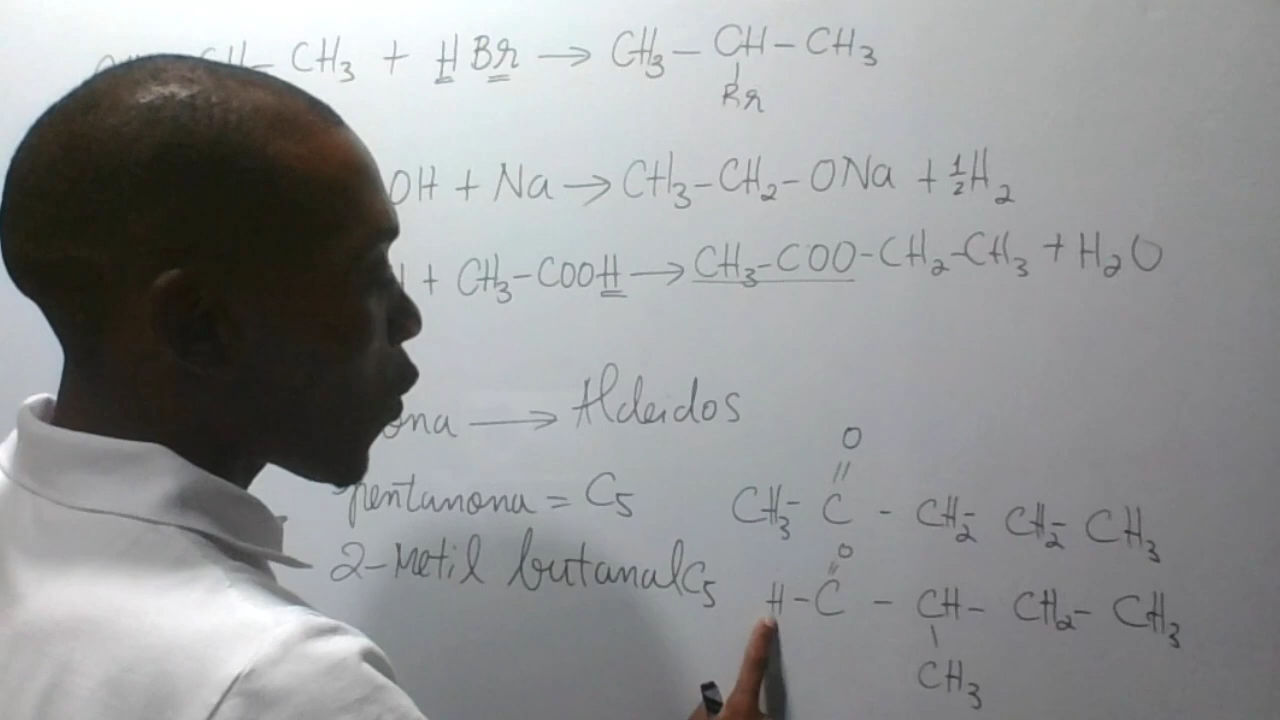 CH3 + HBr → CH3 – CH – CH3
Br
OH + Na → CH3–CH2–ONa + ½H2
+ CH3–COOH → CH3–COO–CH2–CH3 + H2O
ona → Aldeidos
O
pentanona = C5 CH3– C – CH2– CH2– CH3
O
2-Metil butanal C5 H–C – CH– CH2– CH3
CH3